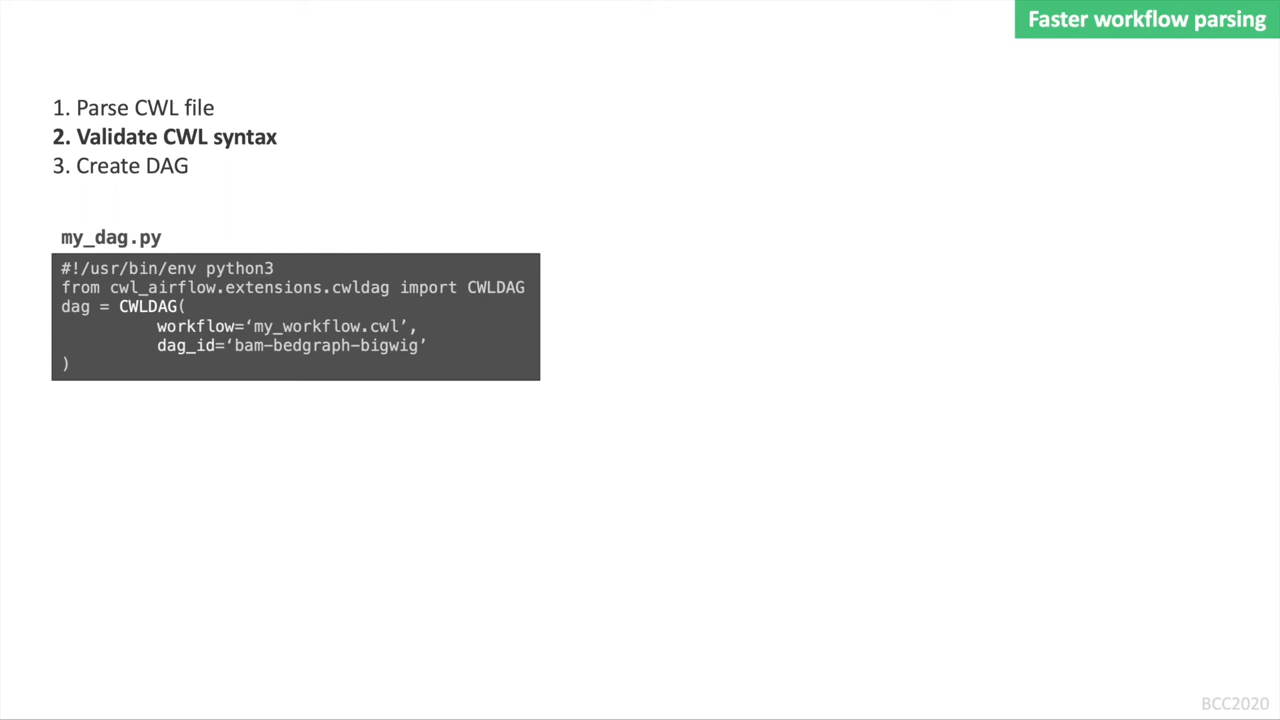 Faster workflow parsing
1. Parse CWL file
2. Validate CWL syntax
3. Create DAG
my_dag.py
#!/usr/bin/env python3
from cwl_airflow.extensions.cwldag import CWLDAG
dag = CWLDAG(
workflow=‘my_workflow.cwl’,
dag_id=‘bam-bedgraph-bigwig’
)
BCC2020